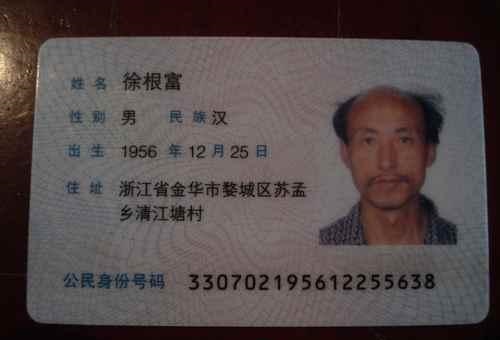 姓名 徐根富
性别 男 民族 汉
出生 1956 年 12 月 25 日
住址 浙江省金华市婺城区苏孟
乡清江塘村
公民身份号码 330702195612255638